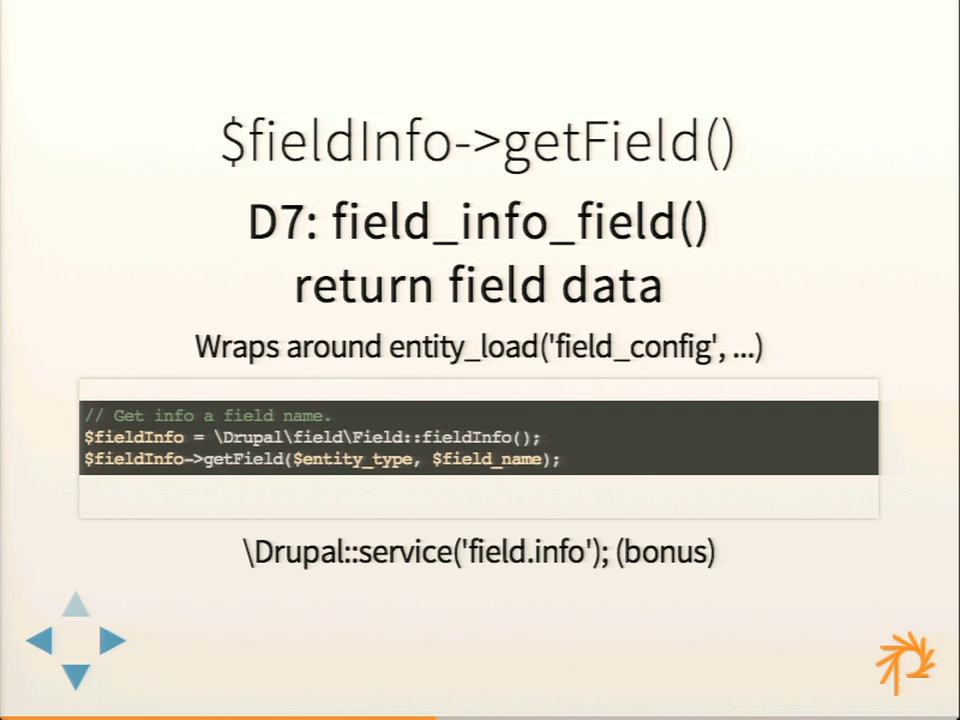 $fieldInfo->getField()
D7: field_info_field()
return field data
Wraps around entity_load('field_config', ...)
// Get info a field name.
$fieldInfo = \Drupal\field\Field::fieldInfo();
$fieldInfo->getField($entity_type, $field_name);
\Drupal::service('field.info'); (bonus)